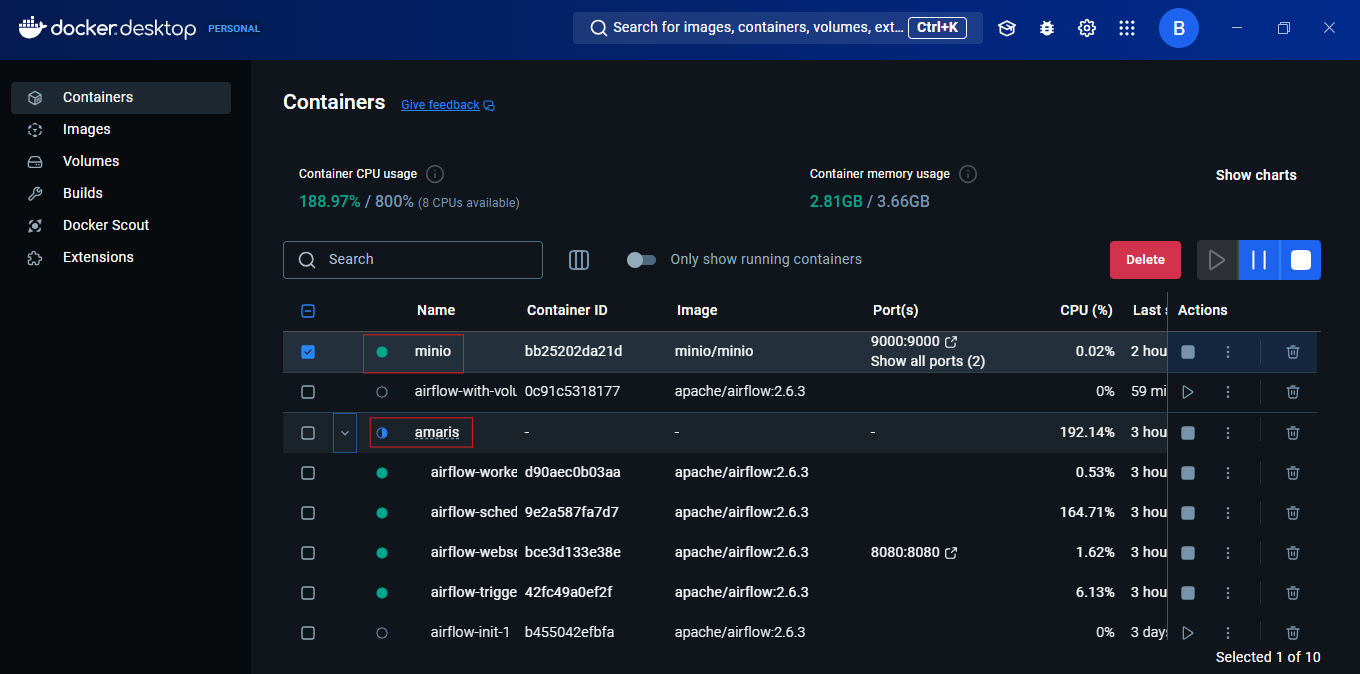 docker.desktop PERSONAL Search for images, containers, volumes, ext... Ctrl+K B
Containers
Images
Volumes
Builds
Docker Scout
Extensions
Containers Give feedback
Container CPU usage
188.97% / 800% (8 CPUs available)
Container memory usage
2.81GB / 3.66GB
Show charts
Search
Only show running containers
Delete
Name Container ID Image Port(s) CPU (%) Last s Actions
minio bb25202da21d minio/minio 9000:9000 0.02% 2 hou
Show all ports (2)
airflow-with-volu 0c91c5318177 apache/airflow:2.6.3 0% 59 mi
amaris - - - 192.14% 3 hou
airflow-worke d90aec0b03aa apache/airflow:2.6.3 0.53% 3 hou
airflow-sched 9e2a587fa7d7 apache/airflow:2.6.3 164.71% 3 hou
airflow-webse bce3d133e38e apache/airflow:2.6.3 8080:8080 1.62% 3 hou
airflow-trigge 42fc49a0ef2f apache/airflow:2.6.3 6.13% 3 hou
airflow-init-1 b455042efbfa apache/airflow:2.6.3 0% 3 days
Selected 1 of 10